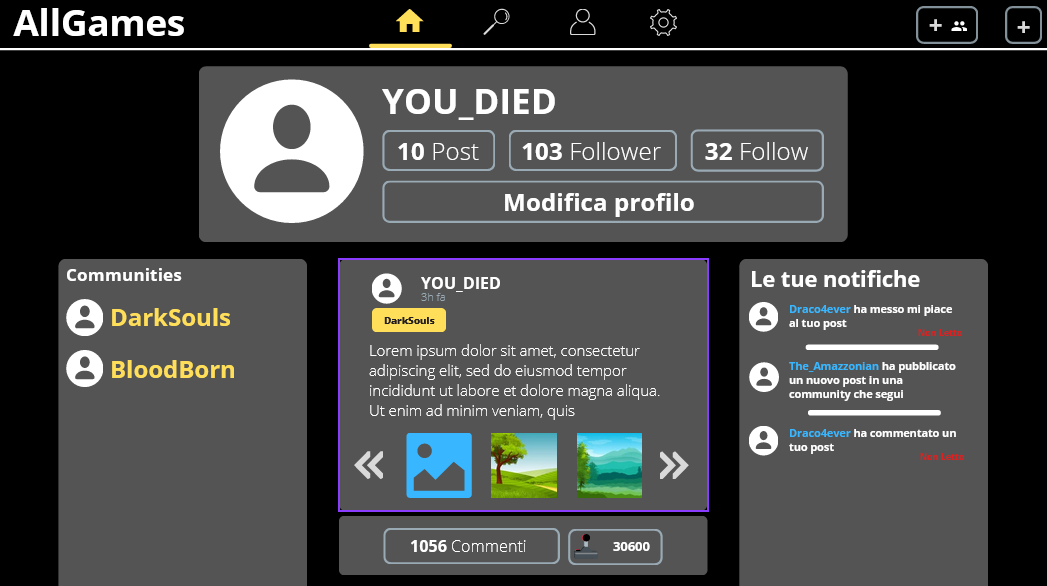 AllGames
+
+
YOU_DIED
10 Post
103 Follower
32 Follow
Modifica profilo
Communities
DarkSouls
BloodBorn
YOU_DIED
3h fa
DarkSouls
Lorem ipsum dolor sit amet, consectetur
adipiscing elit, sed do eiusmod tempor
incididunt ut labore et dolore magna aliqua.
Ut enim ad minim veniam, quis
1056 Commenti
30600
Le tue notifiche
Draco4ever ha messo mi piace
al tuo post
The_Amazzonian ha pubblicato
un nuovo post in una
community che segui
Draco4ever ha commentato un
tuo post